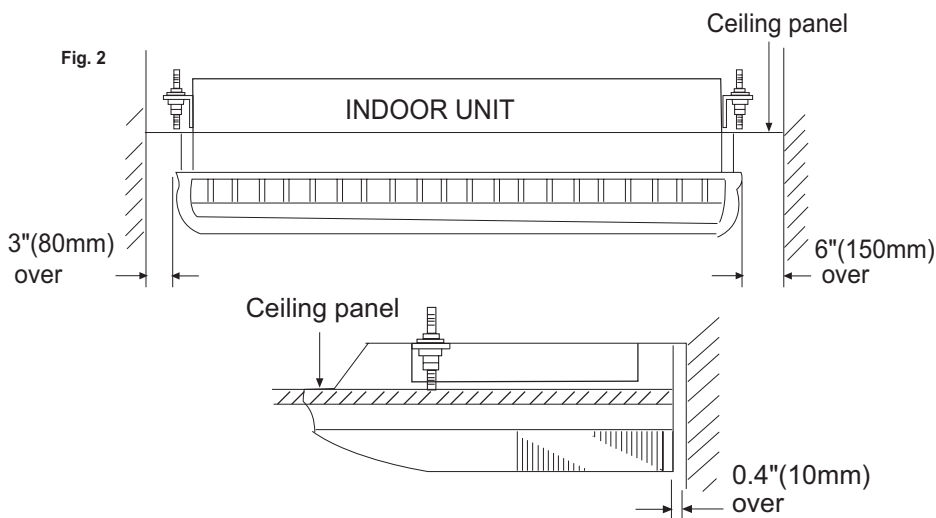 Ceiling panel
Fig. 2
INDOOR UNIT
3"(80mm)
over
6"(150mm)
over
Ceiling panel
0.4"(10mm)
over